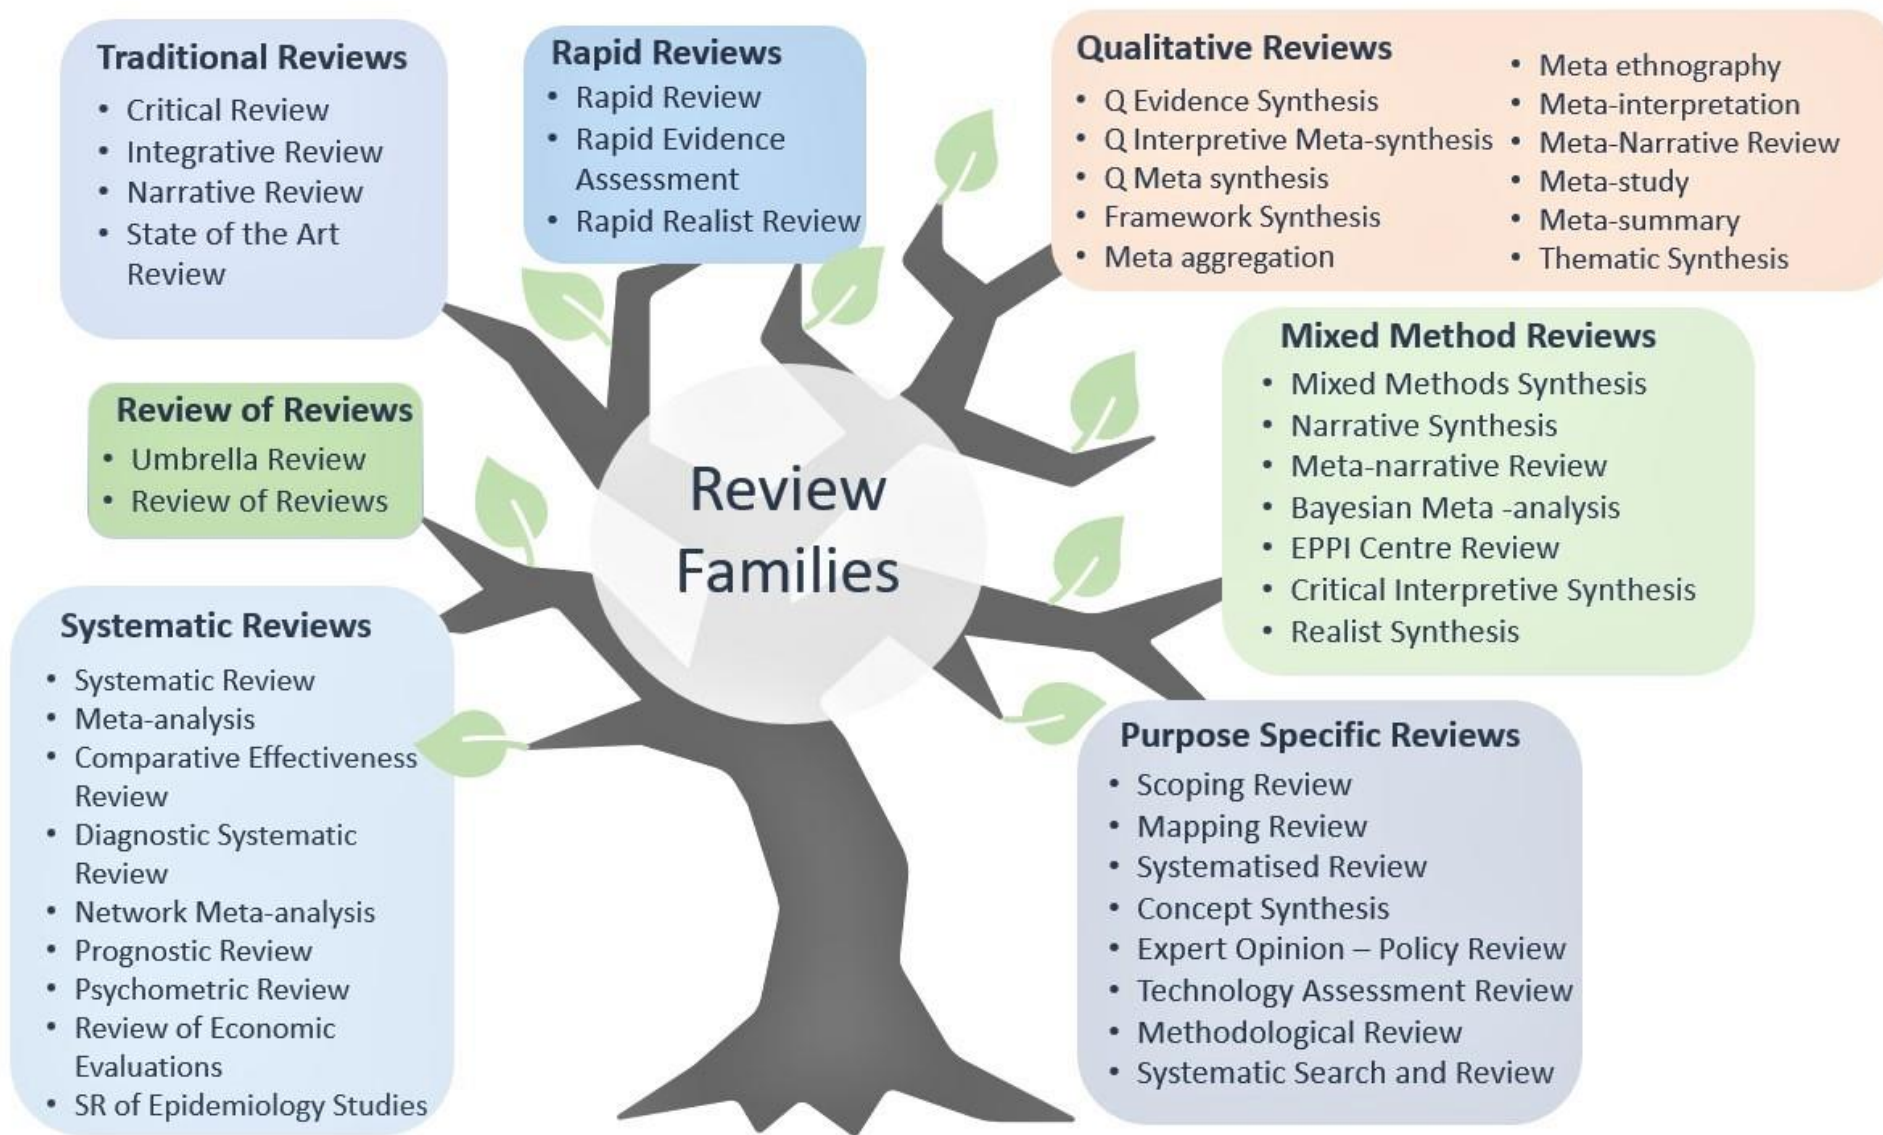 Traditional Reviews
• Critical Review
• Integrative Review
• Narrative Review
• State of the Art
Review
Rapid Reviews
• Rapid Review
• Rapid Evidence
Assessment
• Rapid Realist Review
Qualitative Reviews
• Q Evidence Synthesis
• Q Interpretive Meta-synthesis
• Q Meta synthesis
• Framework Synthesis
• Meta aggregation
• Meta ethnography
• Meta-interpretation
• Meta-Narrative Review
• Meta-study
• Meta-summary
• Thematic Synthesis
Review of Reviews
• Umbrella Review
• Review of Reviews
Review
Families
Mixed Method Reviews
• Mixed Methods Synthesis
• Narrative Synthesis
• Meta-narrative Review
• Bayesian Meta -analysis
• EPPI Centre Review
• Critical Interpretive Synthesis
• Realist Synthesis
Systematic Reviews
• Systematic Review
• Meta-analysis
• Comparative Effectiveness
Review
• Diagnostic Systematic
Review
• Network Meta-analysis
• Prognostic Review
• Psychometric Review
• Review of Economic
Evaluations
• SR of Epidemiology Studies
Purpose Specific Reviews
• Scoping Review
• Mapping Review
• Systematised Review
• Concept Synthesis
• Expert Opinion – Policy Review
• Technology Assessment Review
• Methodological Review
• Systematic Search and Review